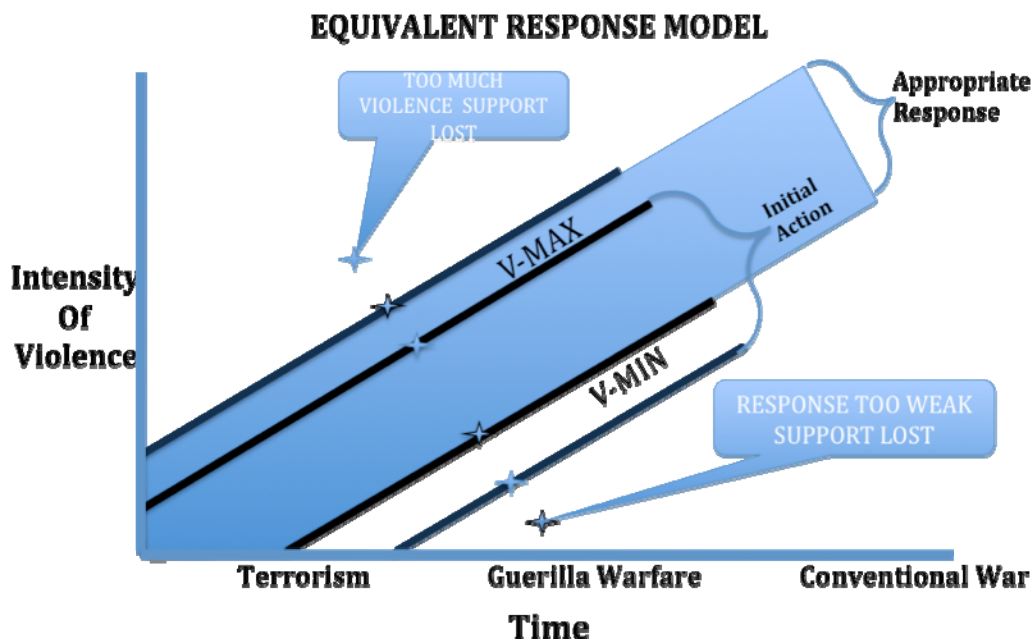 EQUIVALENT RESPONSE MODEL
TOO MUCH
VIOLENCE SUPPORT
LOST
Appropriate
Response
Initial
Action
V-MAX
Intensity
Of
Violence
V-MIN
RESPONSE TOO WEAK
SUPPORT LOST
Terrorism
Guerilla Warfare
Conventional War
Time